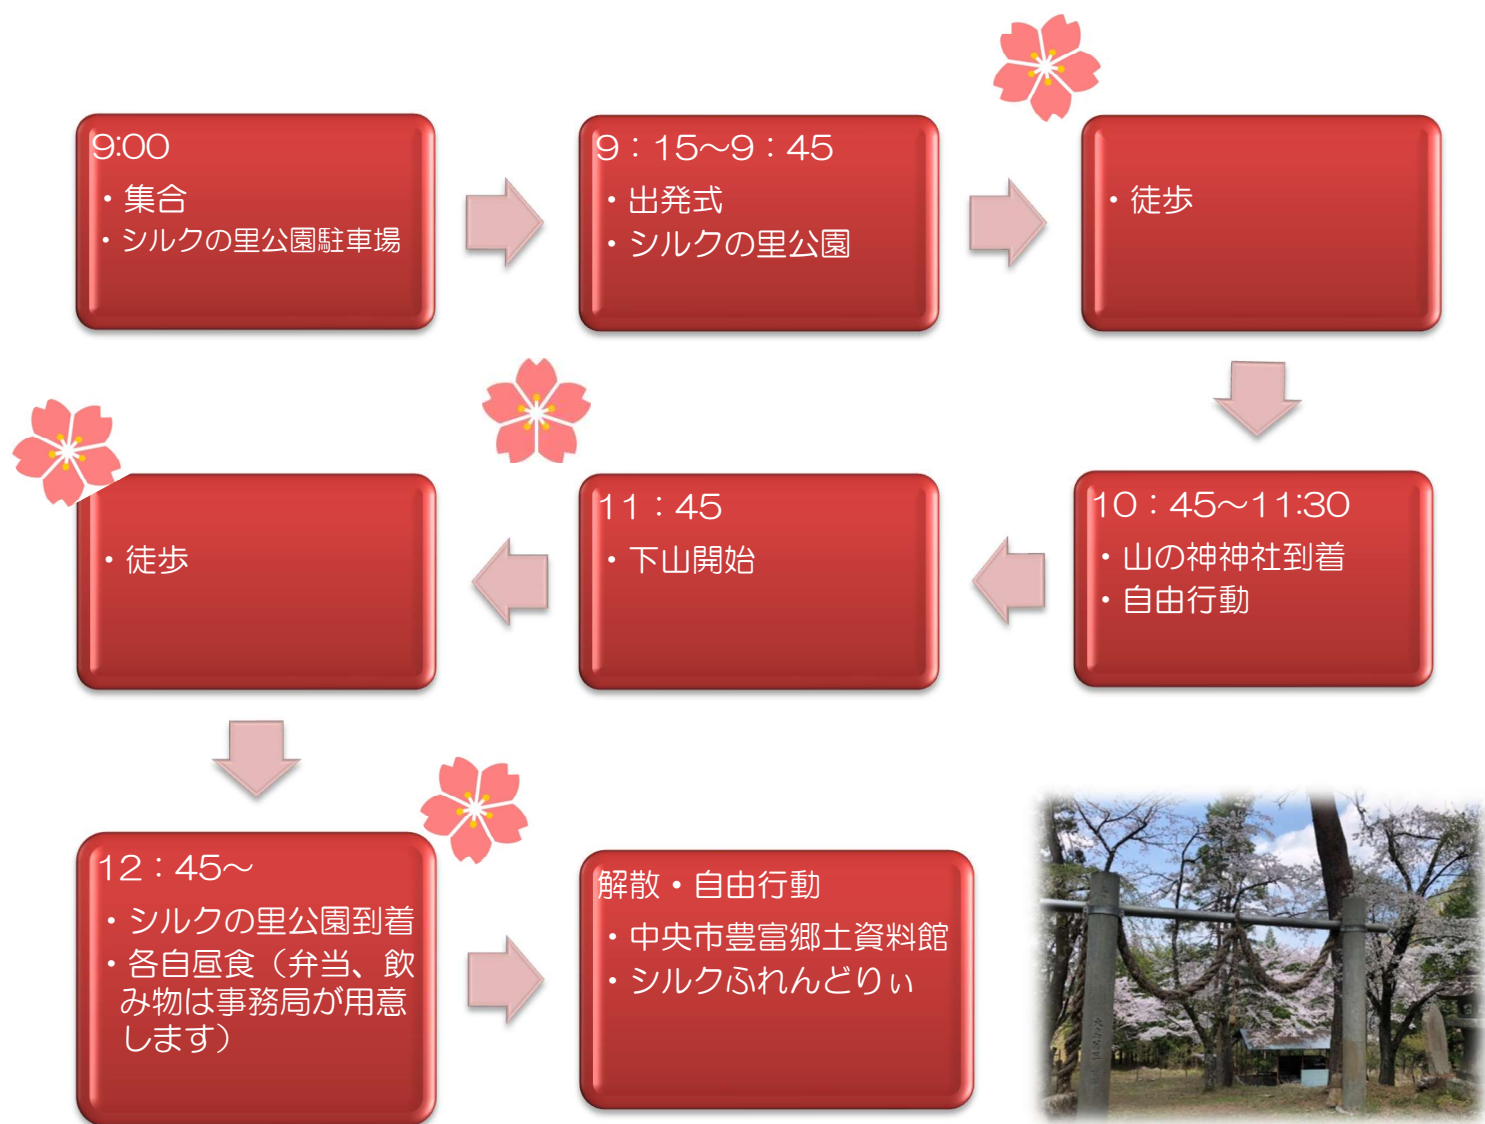 9:00
・集合
・シルクの里公園駐車場
9：15～9：45
・出発式
・シルクの里公園
・徒歩
10：45～11:30
・山の神神社到着
・自由行動
11：45
・下山開始
・徒歩
12：45～
・シルクの里公園到着
・各自昼食（弁当、飲
み物は事務局が用意
します）
解散・自由行動
・中央市豊富郷土資料館
・シルクふれんどりぃ